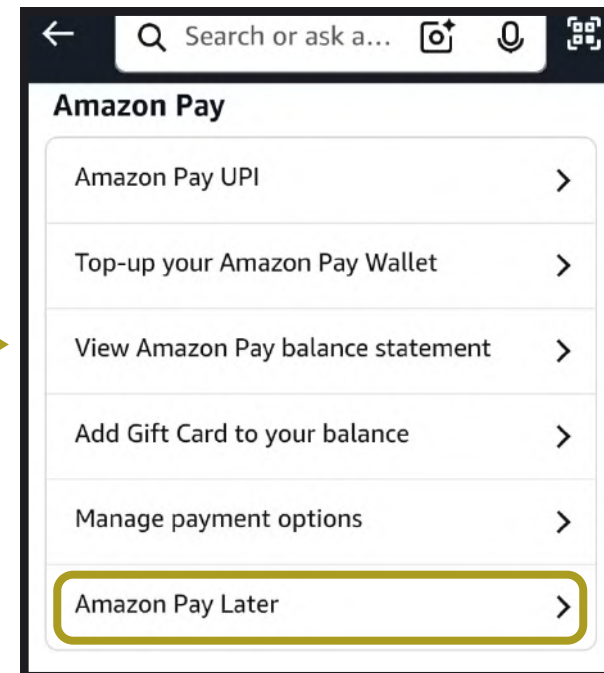 Search or ask a...
Amazon Pay
Amazon Pay UPI
Top-up your Amazon Pay Wallet
View Amazon Pay balance statement
Add Gift Card to your balance
Manage payment options
Amazon Pay Later